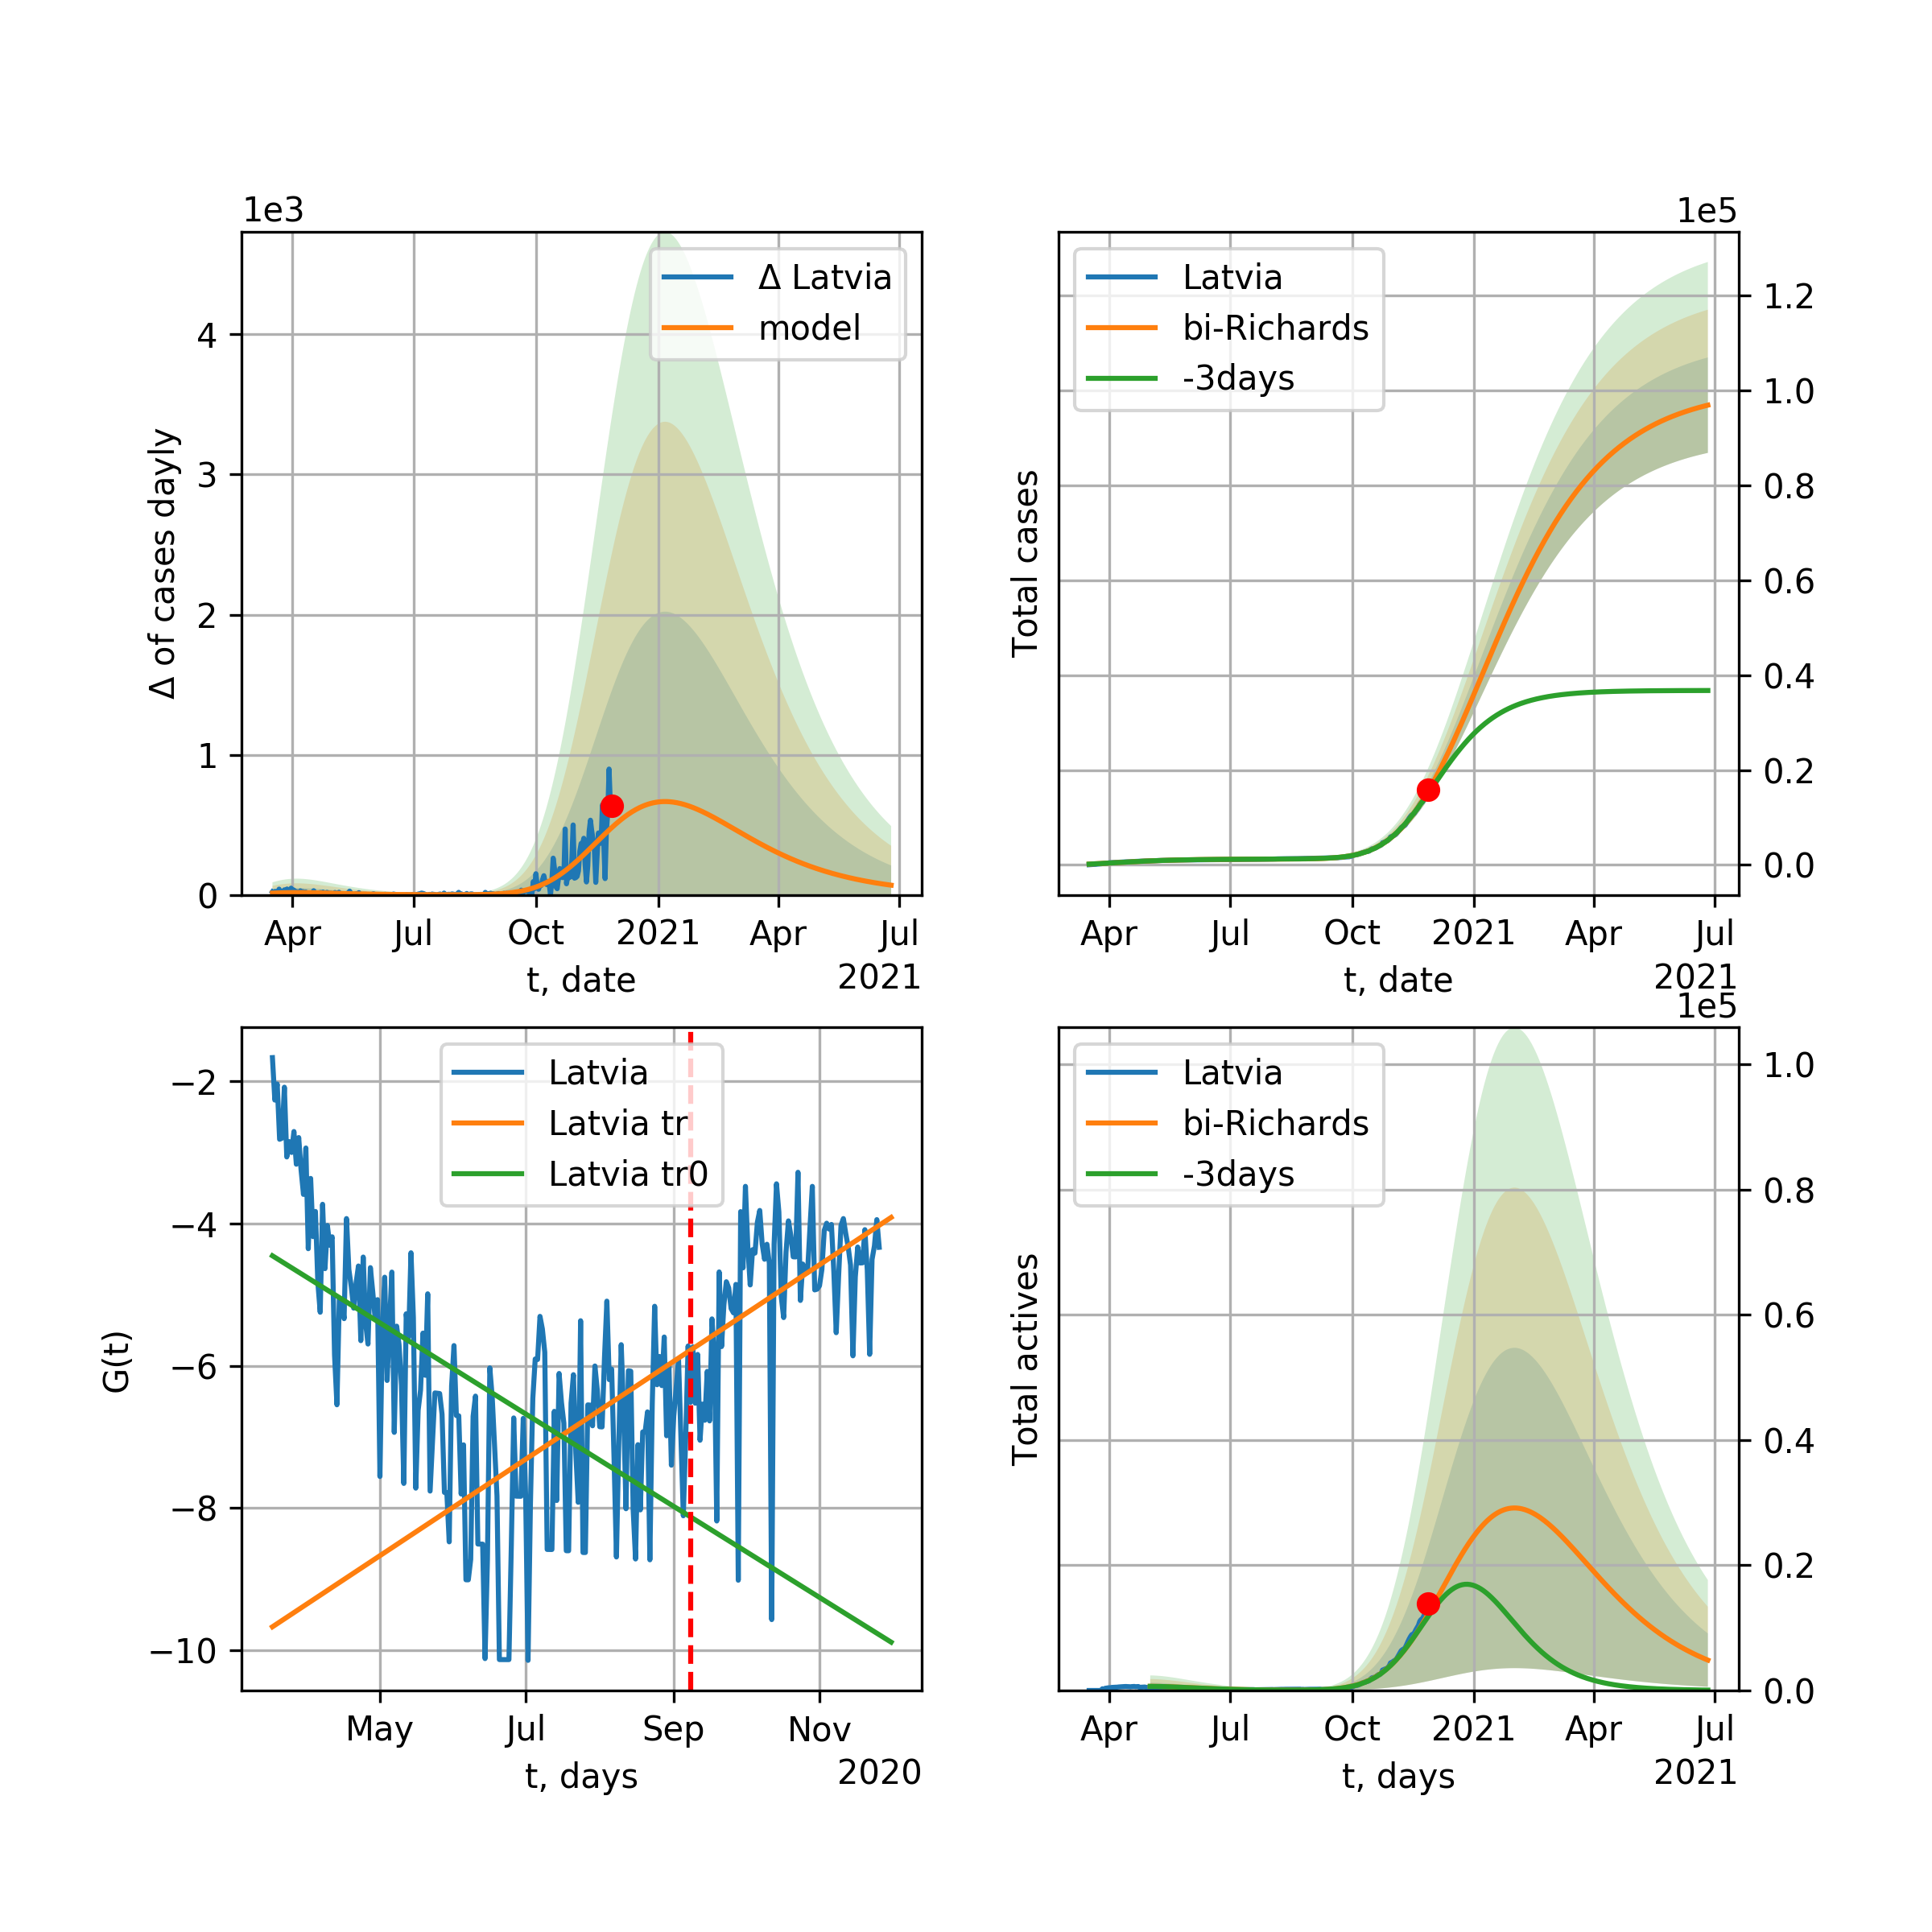 1e3
Δ Latvia
model
Δ of cases dayly
4
3
2
1
0
Apr Jul Oct 2021 Apr Jul
t, date
2021
1e5
Latvia
bi-Richards
-3days
Total cases
1.2
1.0
0.8
0.6
0.4
0.2
0.0
Apr Jul Oct 2021 Apr Jul
t, date
2021
Latvia
Latvia tr
Latvia tr0
G(t)
−2
−4
−6
−8
−10
May Jul Sep Nov
t, days
2020
1e5
Latvia
bi-Richards
-3days
Total actives
1.0
0.8
0.6
0.4
0.2
0.0
Apr Jul Oct 2021 Apr Jul
t, days
2021